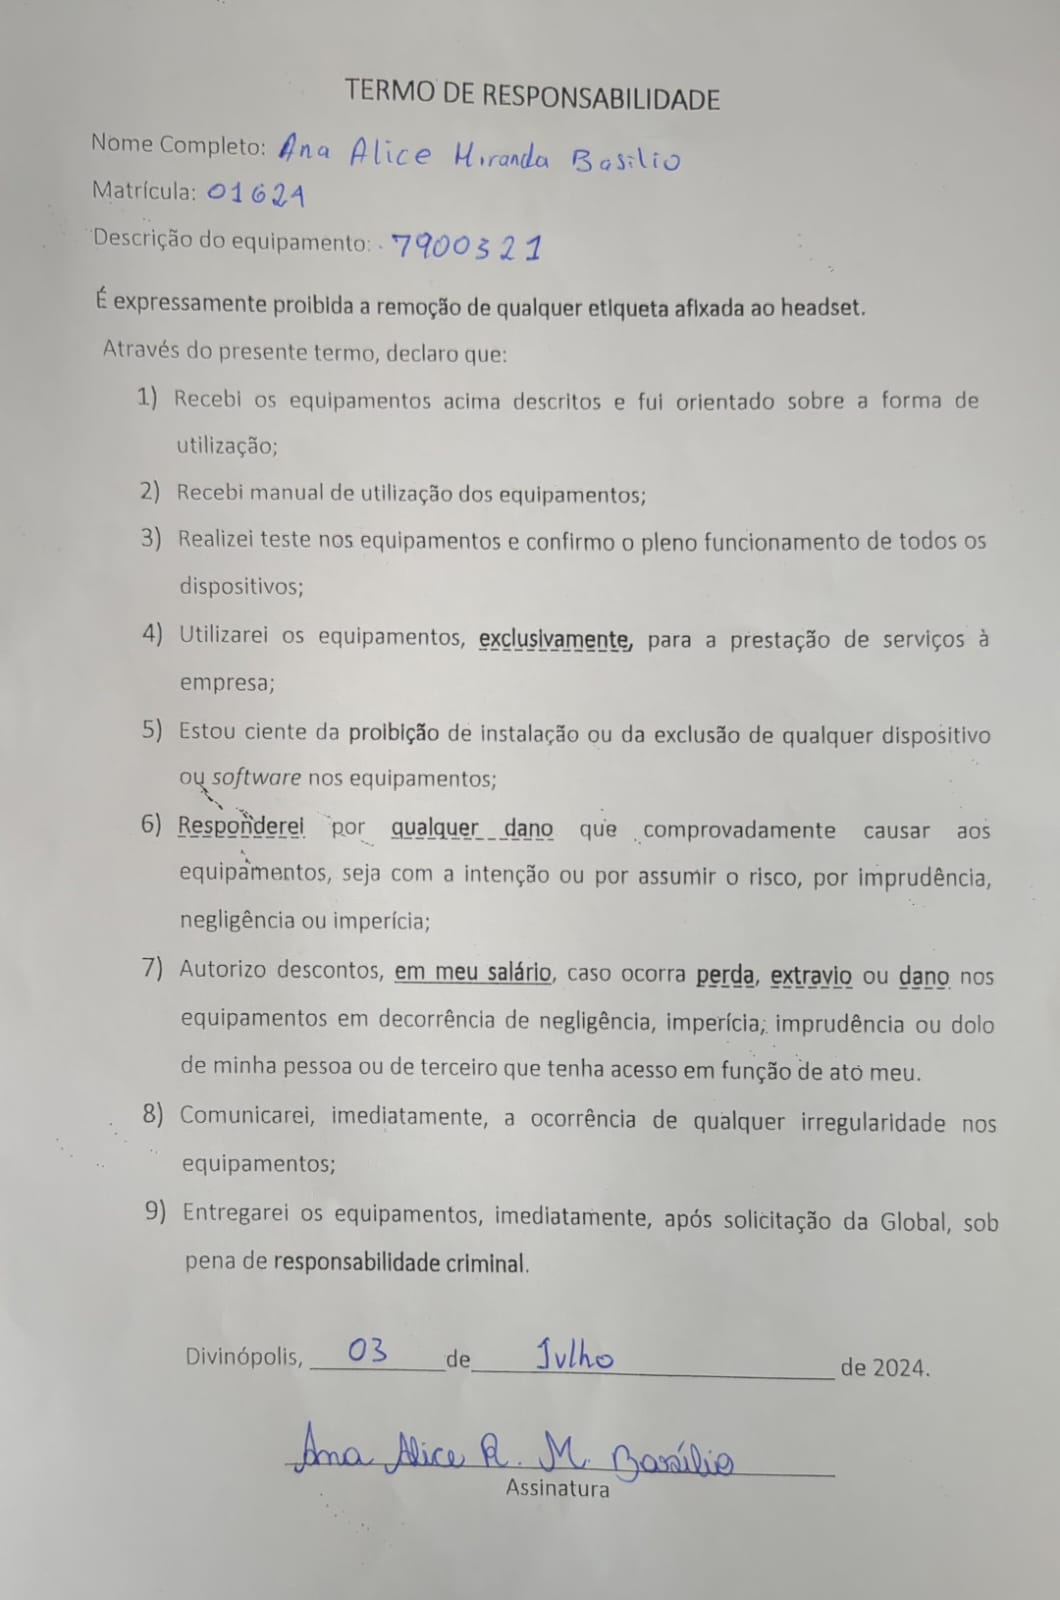 TERMO DE RESPONSABILIDADE
Nome Completo: Ana Alice Miranda Basilio
Matrícula: 01624
Descrição do equipamento: 7900321
É expressamente proibida a remoção de qualquer etiqueta afixada ao headset.
Através do presente termo, declaro que:
1) Recebi os equipamentos acima descritos e fui orientado sobre a forma de
utilização;
2) Recebi manual de utilização dos equipamentos;
3) Realizei teste nos equipamentos e confirmo o pleno funcionamento de todos os
dispositivos;
4) Utilizarei os equipamentos, exclusivamente, para a prestação de serviços à
empresa;
5) Estou ciente da proibição de instalação ou da exclusão de qualquer dispositivo
ou software nos equipamentos;
6) Responderei por qualquer dano que comprovadamente causar aos
equipamentos, seja com a intenção ou por assumir o risco, por imprudência,
negligência ou imperícia;
7) Autorizo descontos, em meu salário, caso ocorra perda, extravio ou dano nos
equipamentos em decorrência de negligência, imperícia, imprudência ou dolo
de minha pessoa ou de terceiro que tenha acesso em função de ato meu.
8) Comunicarei, imediatamente, a ocorrência de qualquer irregularidade nos
equipamentos;
9) Entregarei os equipamentos, imediatamente, após solicitação da Global, sob
pena de responsabilidade criminal.
Divinópolis, 03 de Julho de 2024.
Ana Alice R. M. Basílio
Assinatura